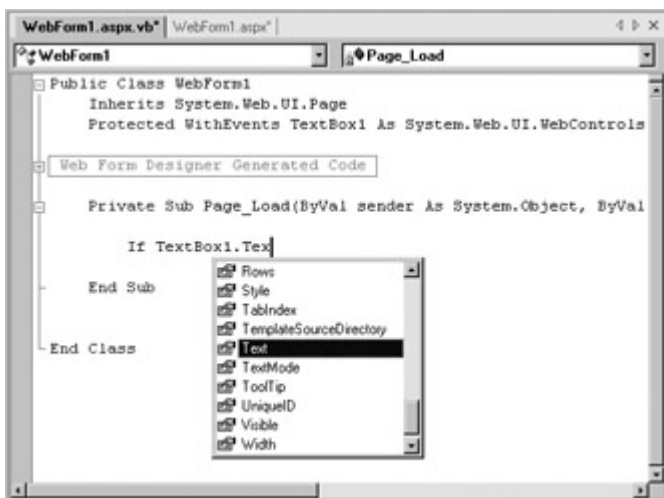 WebForm1.aspx.vb* WebForm1.aspx*
WebForm1 Page_Load
Public Class WebForm1
Inherits System.Web.UI.Page
Protected WithEvents TextBox1 As System.Web.UI.WebControls
Web Form Designer Generated Code
Private Sub Page_Load(ByVal sender As System.Object, ByVal
If TextBox1.Tex
Rows
End Sub
Style
TabIndex
TemplateSourceDirectory
End Class
Text
TextMode
ToolTip
UniqueID
Visible
Width